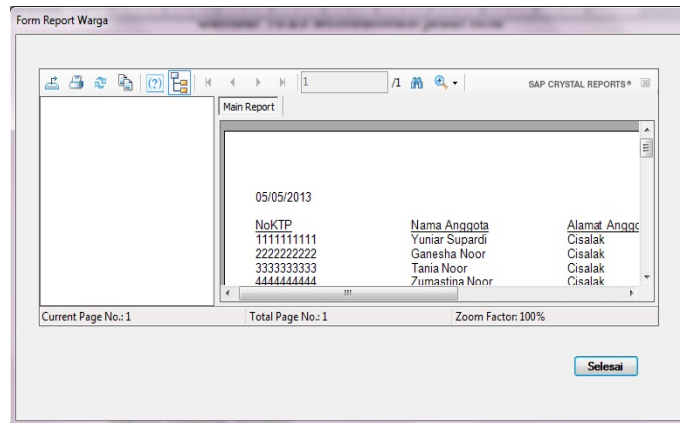 Form Report Warga
1 /1 SAP CRYSTAL REPORTS®
Main Report
05/05/2013
NoKTP Nama Anggota Alamat Anggo
1111111111 Yuniar Supardi Cisalak
2222222222 Ganesha Noor Cisalak
3333333333 Tania Noor Cisalak
4444444444 Zumastina Noor Cisalak
Current Page No.: 1 Total Page No.: 1 Zoom Factor: 100%
Selesai